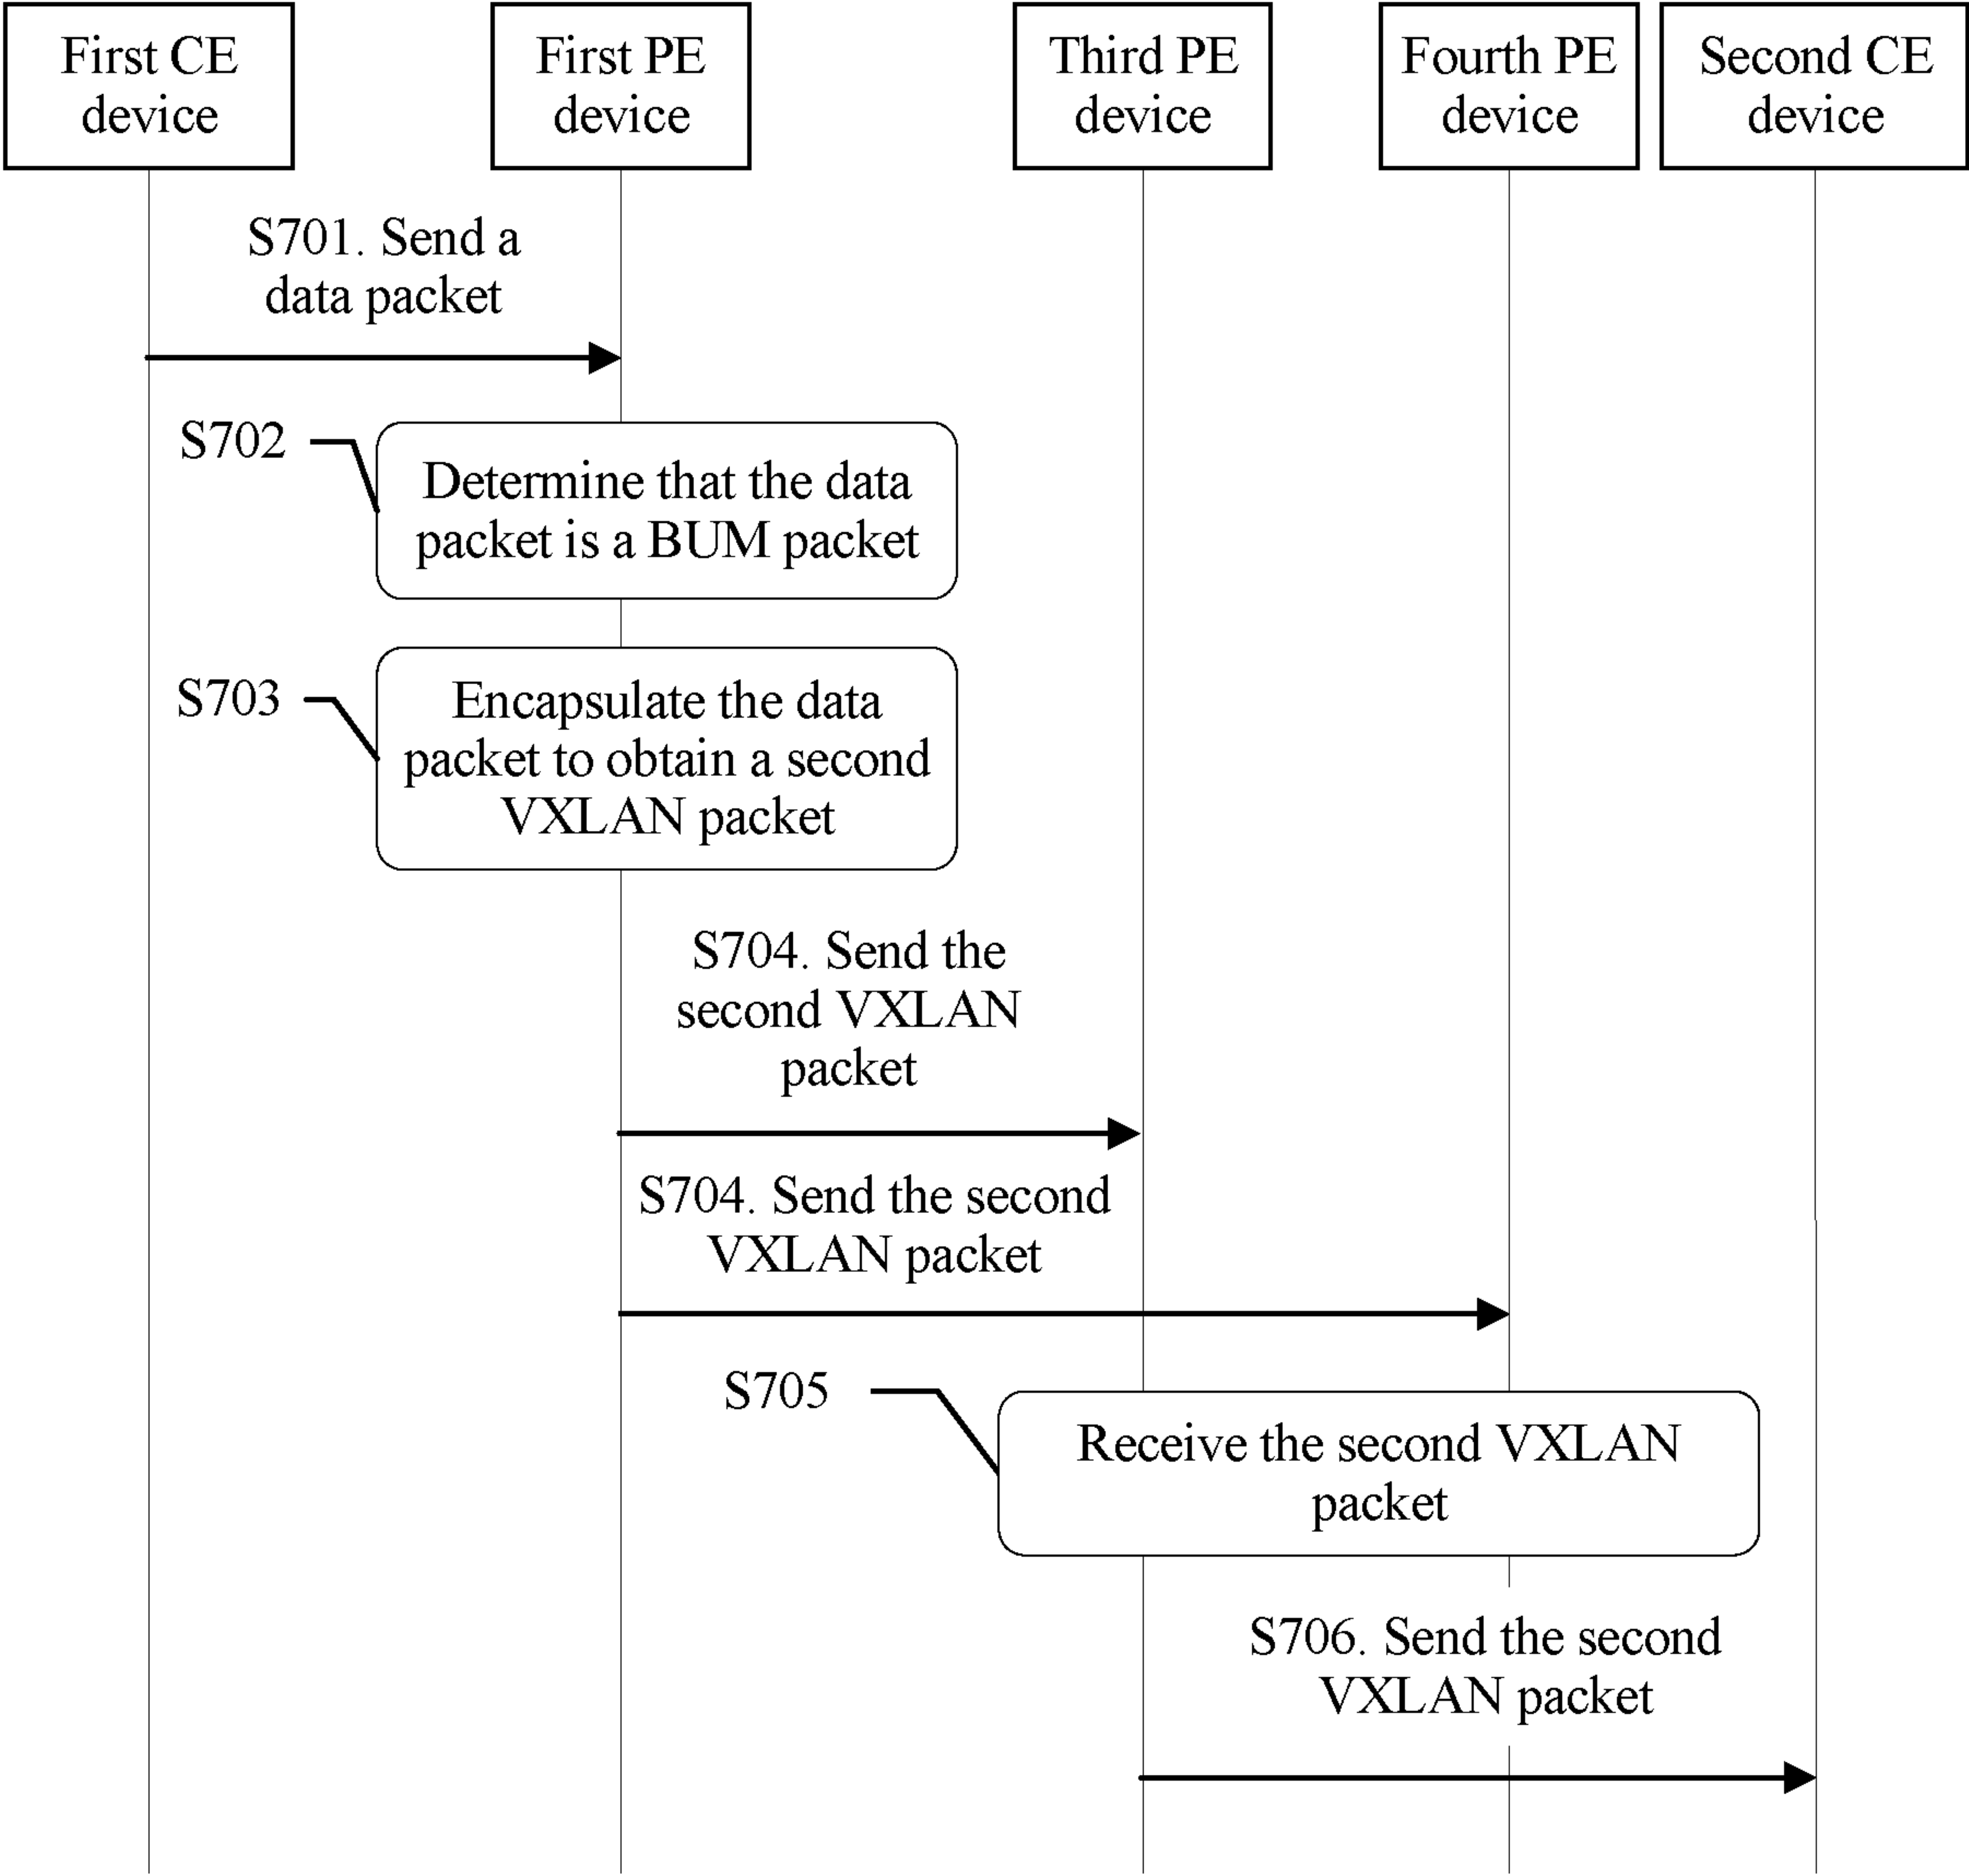 First CE
device
First PE
device
Third PE
device
Fourth PE
device
Second CE
device
S701. Send a
data packet
S702
Determine that the data
packet is a BUM packet
S703
Encapsulate the data
packet to obtain a second
VXLAN packet
S704. Send the
second VXLAN
packet
S704. Send the second
VXLAN packet
S705
Receive the second VXLAN
packet
S706. Send the second
VXLAN packet